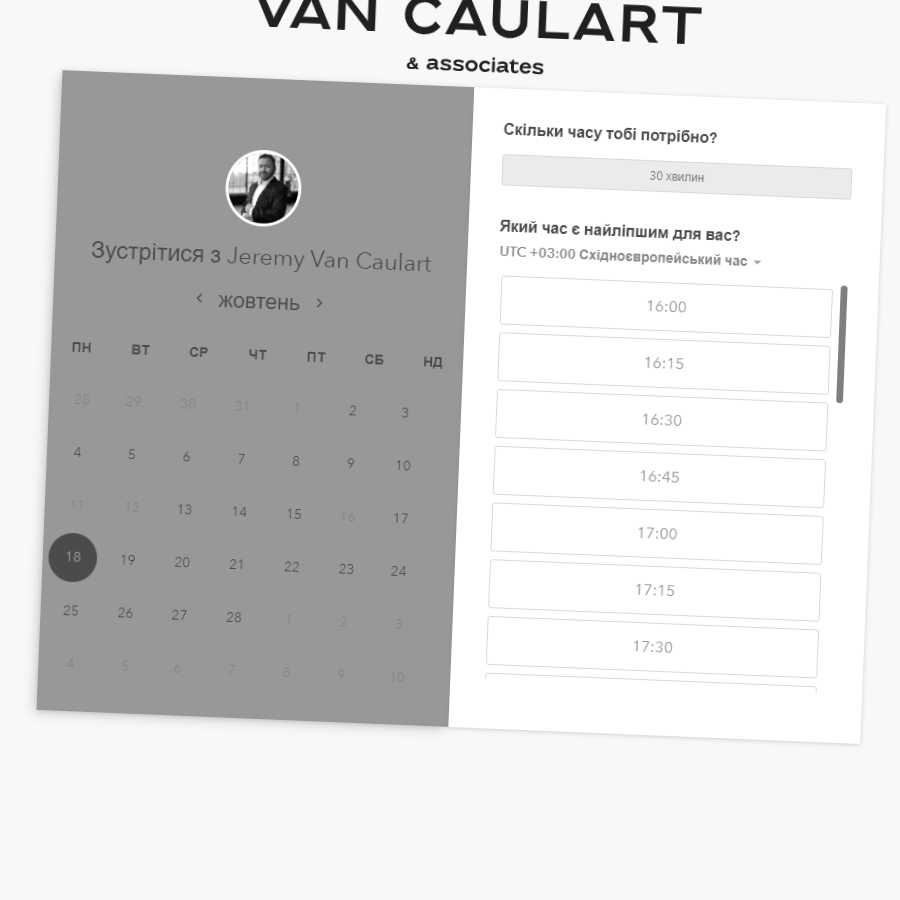 VAN CAULART
& associates
Зустрітися з Jeremy Van Caulart
‹ жовтень ›
ПН ВТ СР ЧТ ПТ СБ НД
28 29 30 31 1 2 3
4 5 6 7 8 9 10
11 12 13 14 15 16 17
18 19 20 21 22 23 24
25 26 27 28 1 2 3
4 5 6 7 8 9 10
Скільки часу тобі потрібно?
30 хвилин
Який час є найліпшим для вас?
UTC +03:00 Східноєвропейський час
16:00
16:15
16:30
16:45
17:00
17:15
17:30